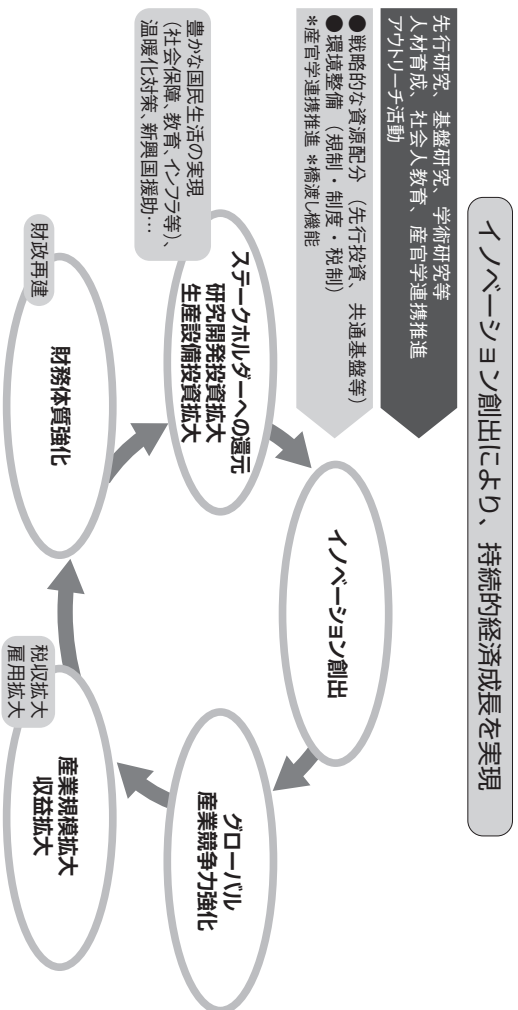 イノベーション創出により、持続的経済成長を実現
先行研究、基盤研究、学術研究等
人材育成、社会人教育、産官学連携推進
アウトリーチ活動
●戦略的な資源配分（先行投資、共通基盤等）
●環境整備（規制・制度・税制）
＊産官学連携推進 ＊橋渡し機能
イノベーション創出
グローバル
産業競争力強化
産業規模拡大
収益拡大
税収拡大
雇用拡大
財務体質強化
財政再建
ステークホルダーへの還元
研究開発投資拡大
生産設備投資拡大
豊かな国民生活の実現
（社会保障、教育、インフラ等）、
温暖化対策、新興国援助…